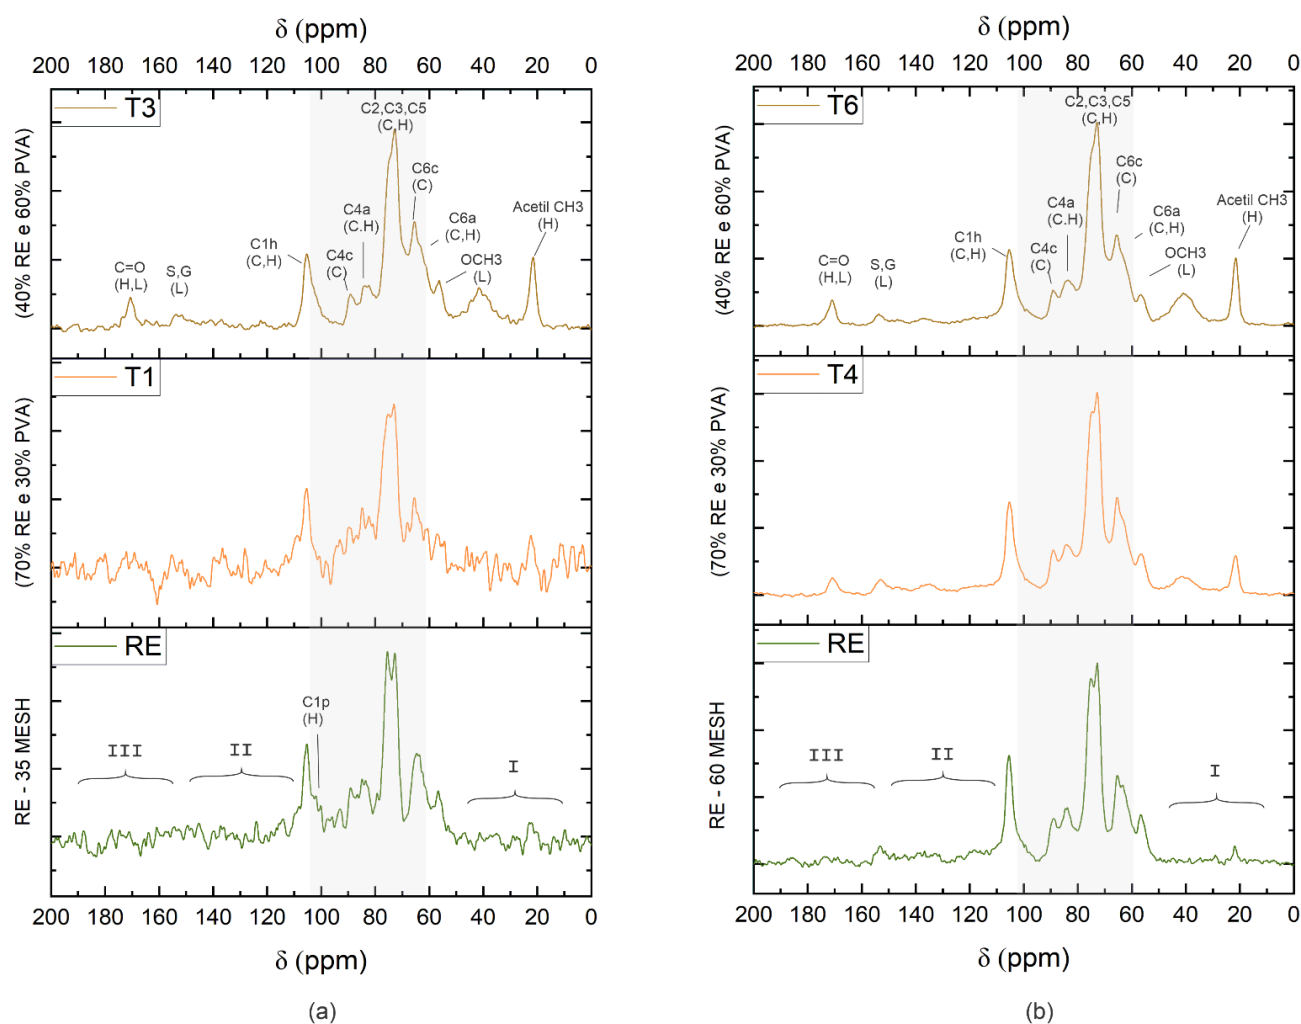 δ (ppm)
200 180 160 140 120 100 80 60 40 20 0
T3
(40% RE e 60% PVA)
C2,C3,C5
(C,H)
C6c
(C)
C4a
(C.H)
C6a
(C,H)
Acetil CH3
(H)
C1h
(C,H)
C4c
(C)
OCH3
(L)
C=O
(H,L)
S,G
(L)
T1
(70% RE e 30% PVA)
RE
RE - 35 MESH
C1p
(H)
III
II
I
200 180 160 140 120 100 80 60 40 20 0
δ (ppm)
(a)
δ (ppm)
200 180 160 140 120 100 80 60 40 20 0
T6
(40% RE e 60% PVA)
C2,C3,C5
(C,H)
C6c
(C)
C4a
(C.H)
C6a
(C,H)
Acetil CH3
(H)
C1h
(C,H)
C4c
(C)
OCH3
(L)
C=O
(H,L)
S,G
(L)
T4
(70% RE e 30% PVA)
RE
RE - 60 MESH
III
II
I
200 180 160 140 120 100 80 60 40 20 0
δ (ppm)
(b)